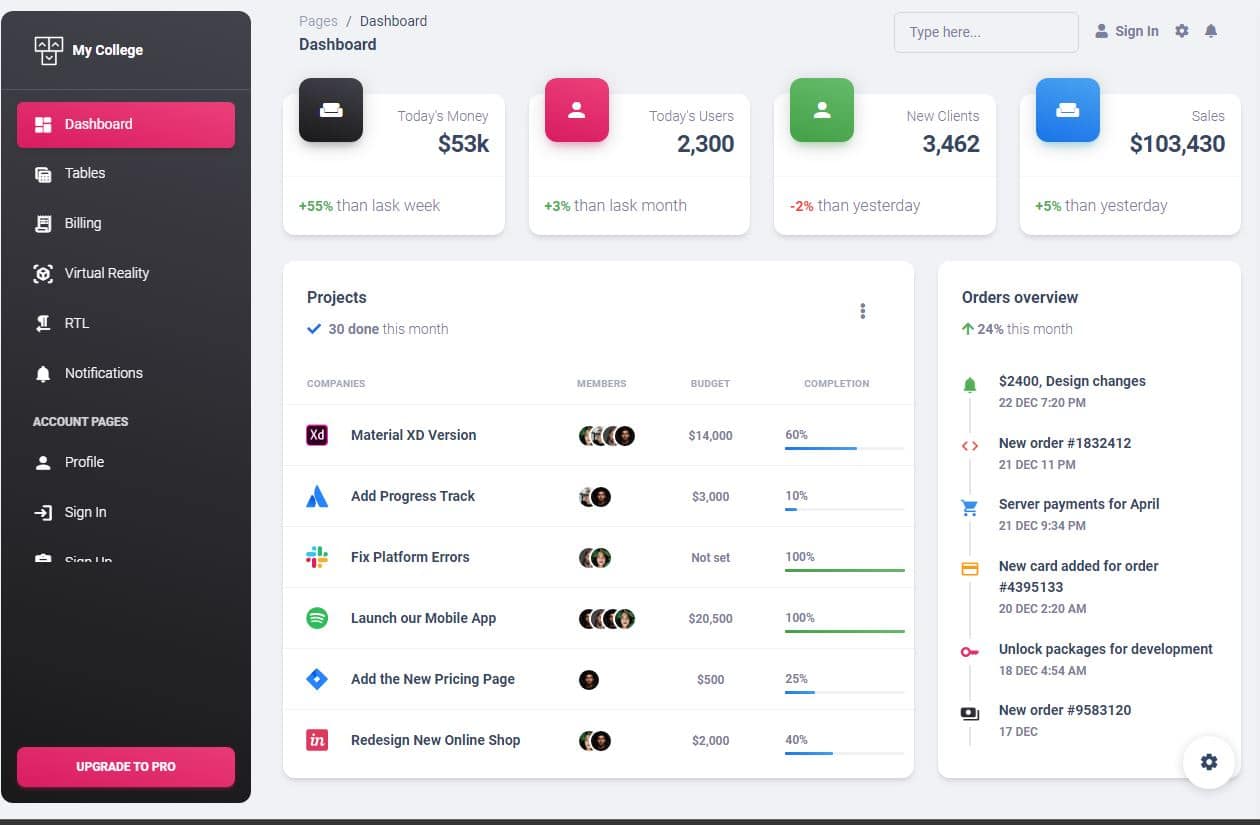 My College
Dashboard
Tables
Billing
Virtual Reality
RTL
Notifications
ACCOUNT PAGES
Profile
Sign In
Sign Up
UPGRADE TO PRO
Pages / Dashboard
Dashboard
Type here...
Sign In
Today's Money
$53k
+55% than lask week
Today's Users
2,300
+3% than lask month
New Clients
3,462
-2% than yesterday
Sales
$103,430
+5% than yesterday
Projects
30 done this month
COMPANIES MEMBERS BUDGET COMPLETION
Xd Material XD Version $14,000 60%
Add Progress Track $3,000 10%
Fix Platform Errors Not set 100%
Launch our Mobile App $20,500 100%
Add the New Pricing Page $500 25%
in Redesign New Online Shop $2,000 40%
Orders overview
24% this month
$2400, Design changes
22 DEC 7:20 PM
New order #1832412
21 DEC 11 PM
Server payments for April
21 DEC 9:34 PM
New card added for order
#4395133
20 DEC 2:20 AM
Unlock packages for development
18 DEC 4:54 AM
New order #9583120
17 DEC